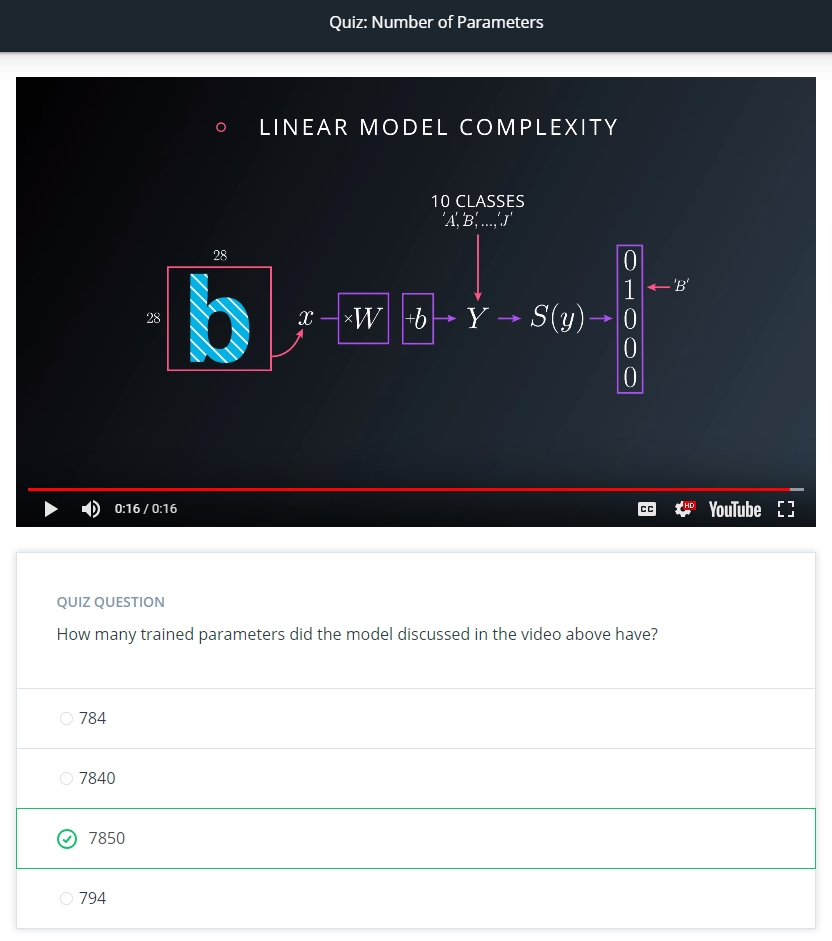 Quiz: Number of Parameters
LINEAR MODEL COMPLEXITY
10 CLASSES
'A','B',...,'J'
28
28
b
x
×W
+b
Y
S(y)
0
1
0
0
0
'B'
0:16 / 0:16
CC
HD
YouTube
QUIZ QUESTION
How many trained parameters did the model discussed in the video above have?
784
7840
7850
794